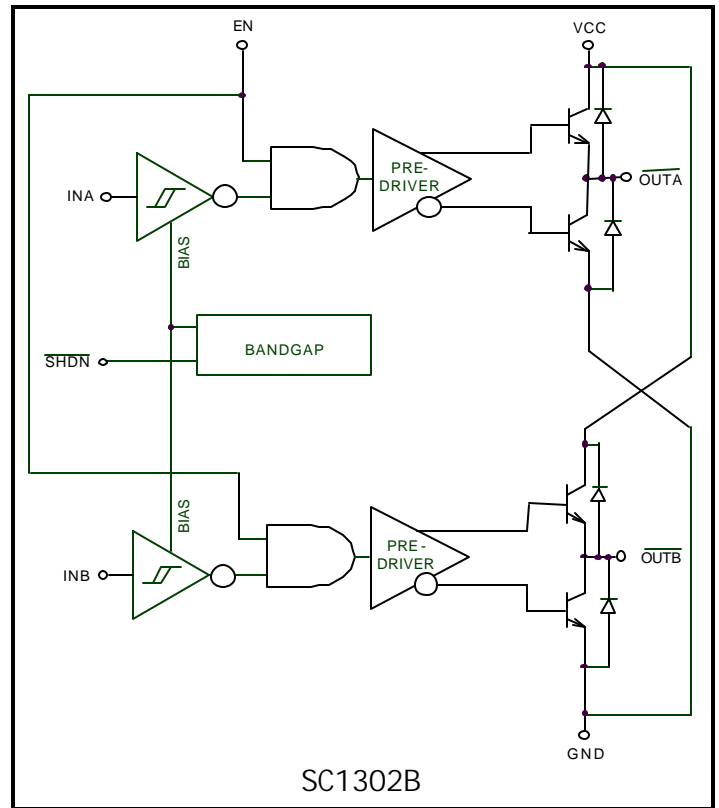 EN
VCC
INA
PRE-
DRIVER
OUTA
BIAS
BANDGAP
SHDN
BIAS
INB
PRE-
DRIVER
OUTB
GND
SC1302B